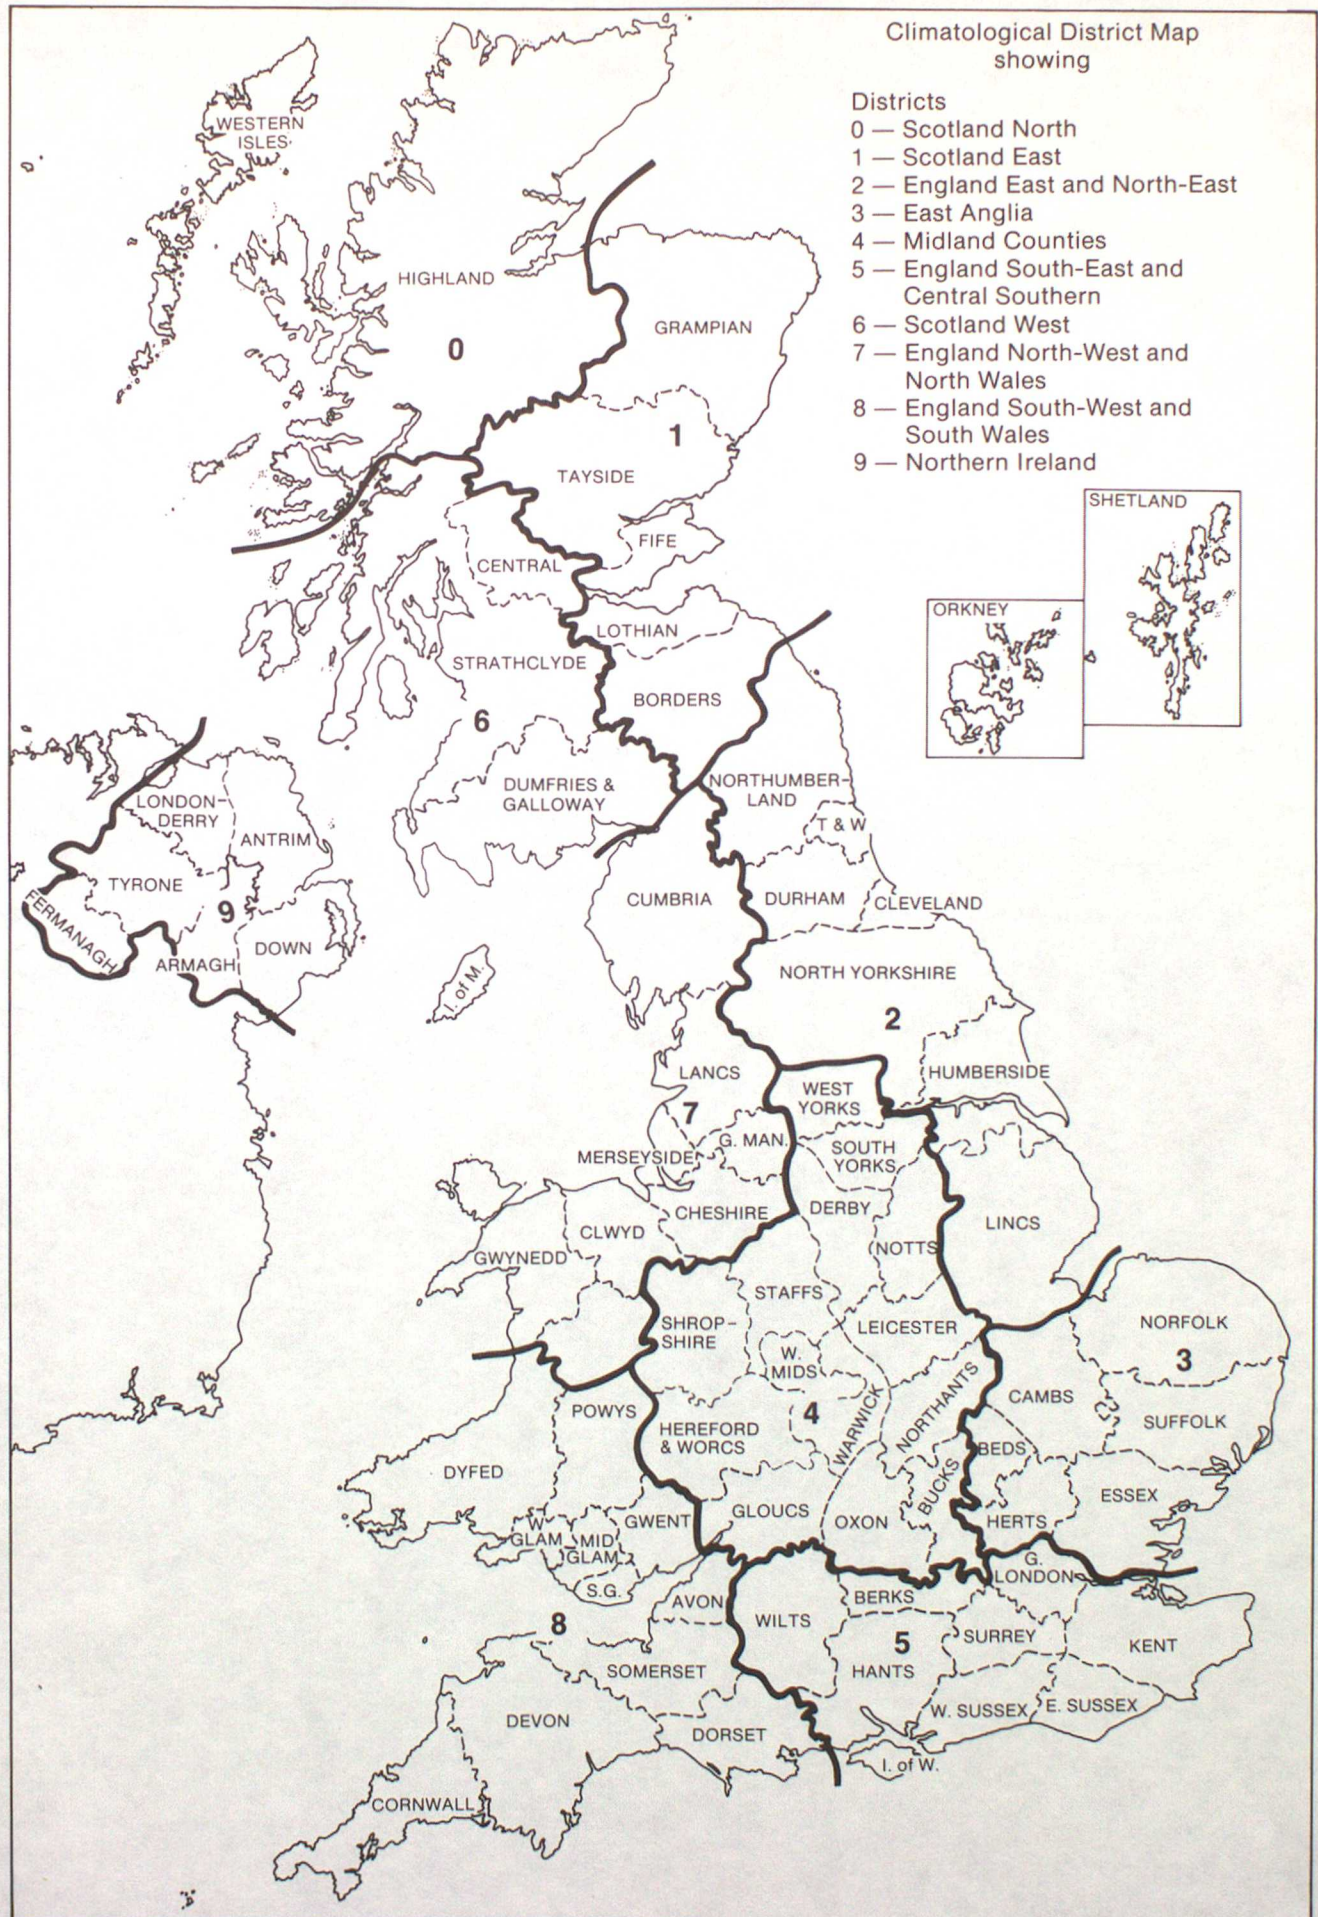 Climatological District Map
showing
Districts
0 — Scotland North
1 — Scotland East
2 — England East and North-East
3 — East Anglia
4 — Midland Counties
5 — England South-East and
Central Southern
6 — Scotland West
7 — England North-West and
North Wales
8 — England South-West and
South Wales
9 — Northern Ireland
SHETLAND
ORKNEY
WESTERN
ISLES
HIGHLAND
0
GRAMPIAN
1
TAYSIDE
FIFE
CENTRAL
LOTHIAN
STRATHCLYDE
BORDERS
6
DUMFRIES &
GALLOWAY
NORTHUMBER-
LAND
T & W
LONDON-
DERRY
ANTRIM
TYRONE
9
FERMANAGH
ARMAGH
DOWN
I. of M.
CUMBRIA
DURHAM
CLEVELAND
NORTH YORKSHIRE
2
HUMBERSIDE
LANCS
7
WEST
YORKS
G. MAN.
SOUTH
YORKS
MERSEYSIDE
CHESHIRE
DERBY
NOTTS
LINCS
CLWYD
GWYNEDD
STAFFS
SHROP-
SHIRE
LEICESTER
W.
MIDS
NORFOLK
3
CAMBS
SUFFOLK
POWYS
HEREFORD
& WORCS
4
WARWICK
NORTHANTS
BEDS
BUCKS
DYFED
GWENT
GLOUCS
OXON
HERTS
ESSEX
W.
GLAM
MID
GLAM
S.G.
G.
LONDON
AVON
WILTS
BERKS
8
5
SURREY
KENT
SOMERSET
HANTS
W. SUSSEX
E. SUSSEX
DEVON
DORSET
I. of W.
CORNWALL